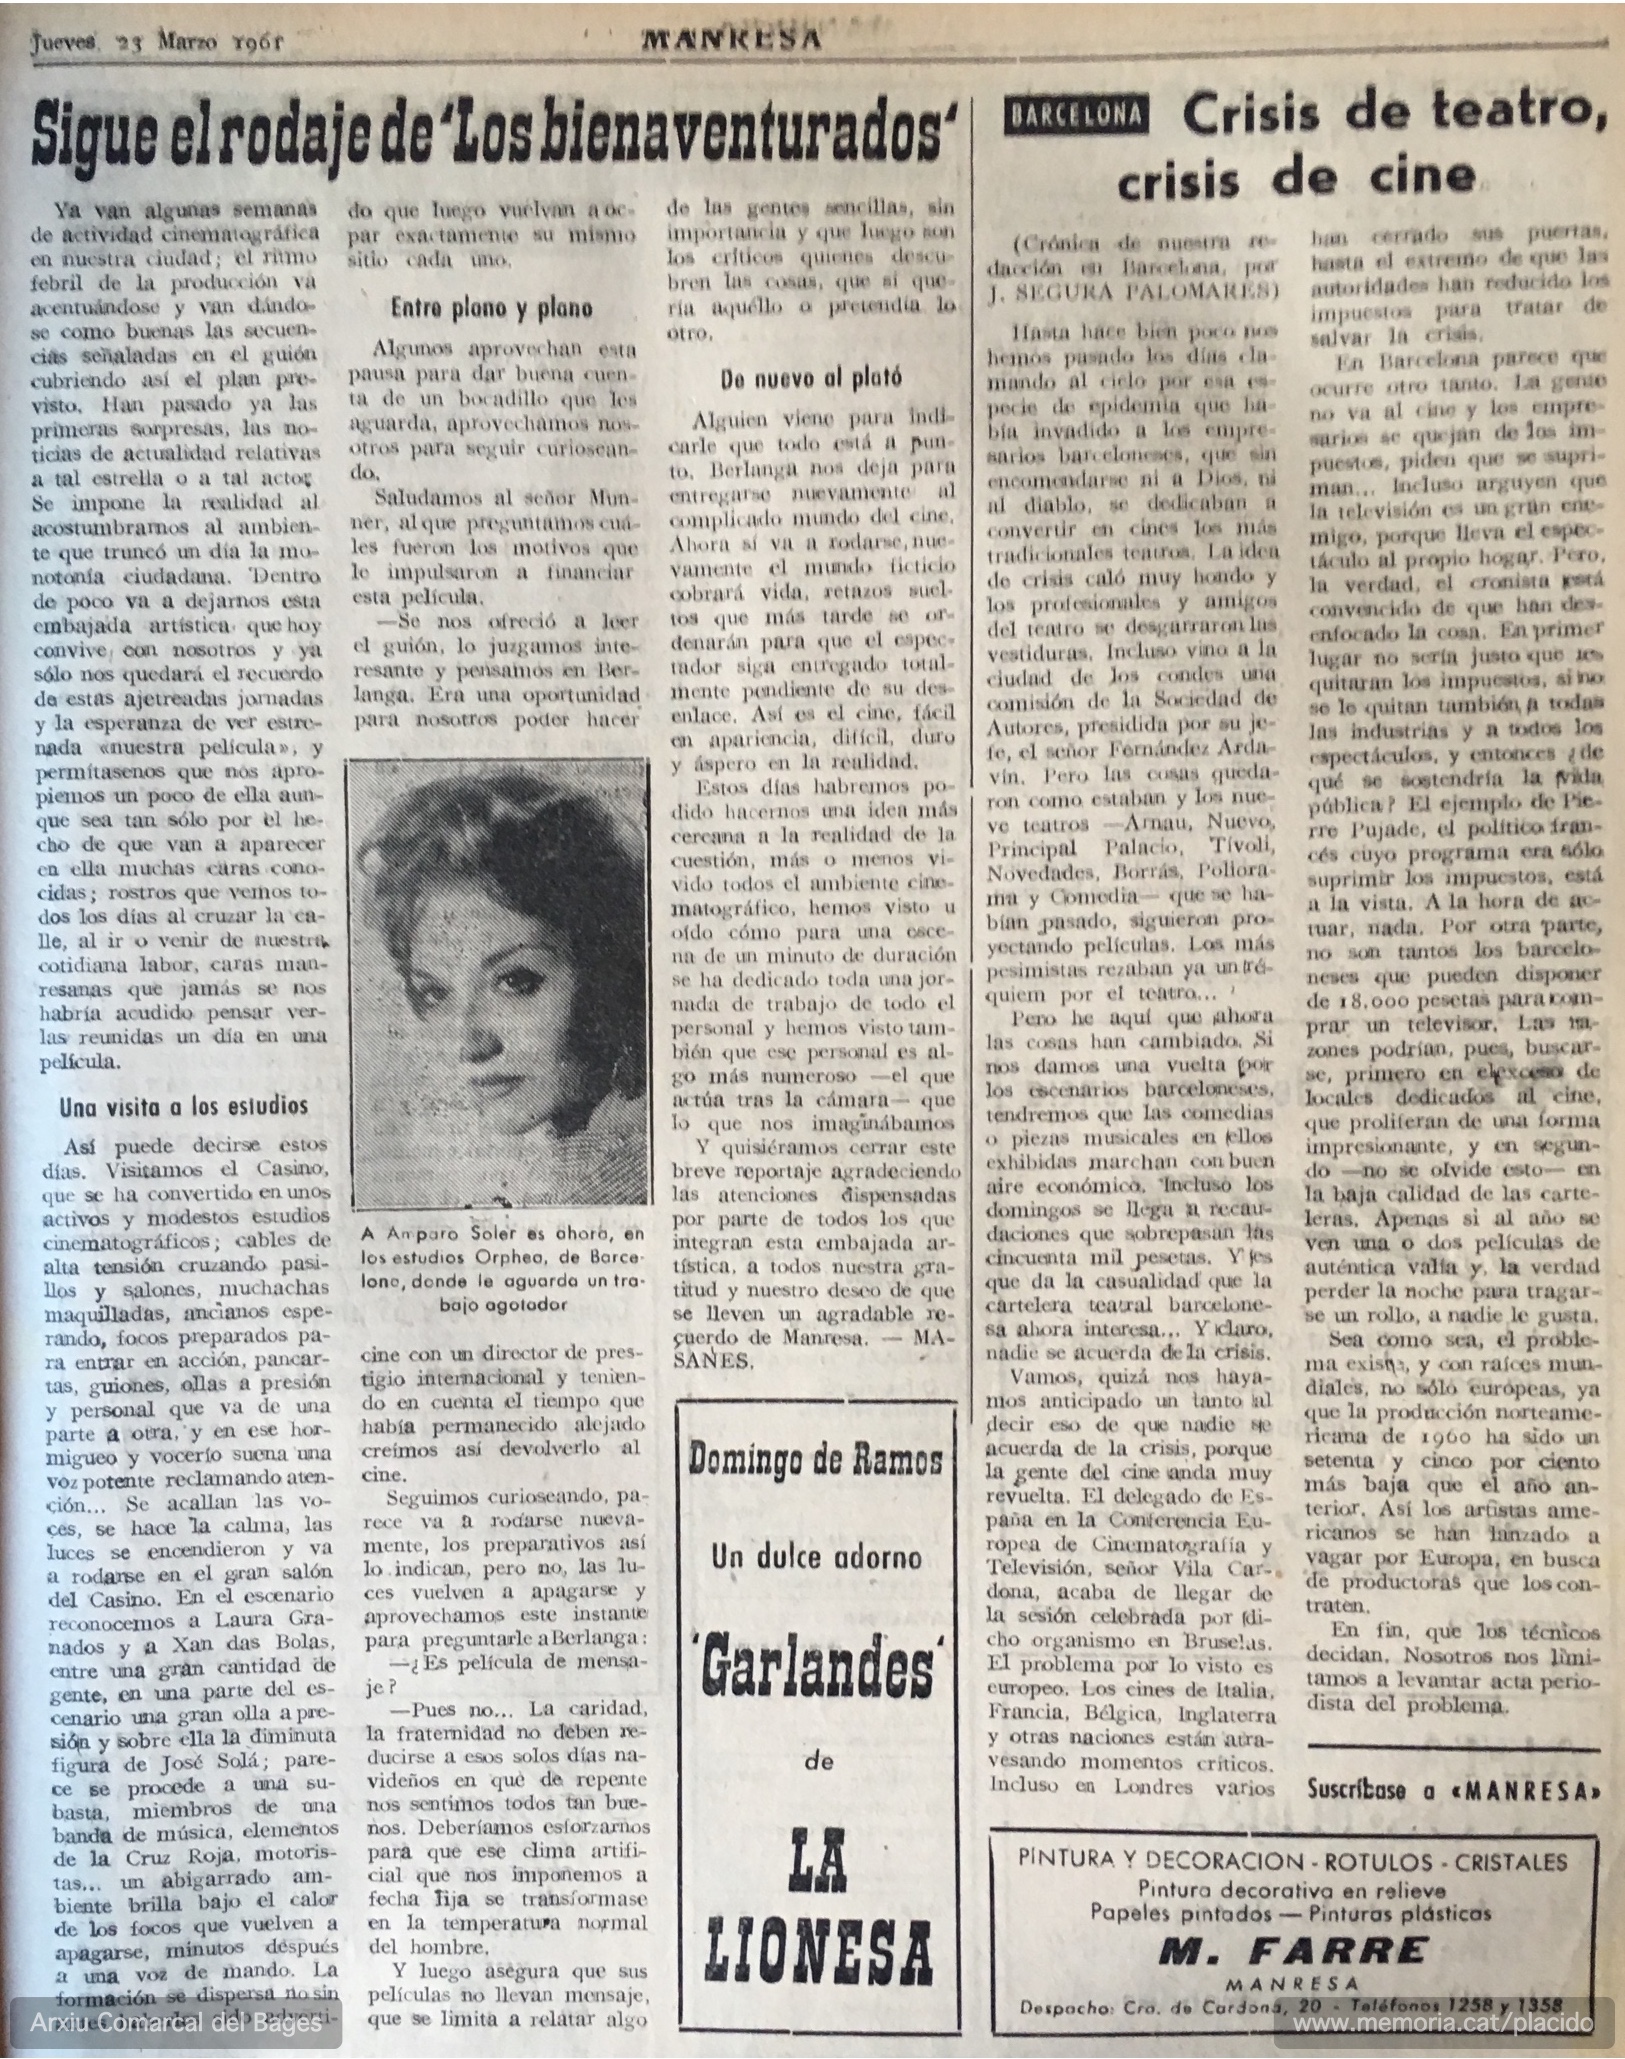 Jueves, 23 Marzo 1961
MANRESA
Sigue el rodaje de 'Los bienaventurados'
Ya van algunas semanas
de actividad cinematográfica
en nuestra ciudad; el ritmo
febril de la producción va
acentuándose y van dándo-
se como buenas las secuen-
cias señaladas en el guión
cubriendo así el plan pre-
visto. Han pasado ya las
primeras sorpresas, las no-
ticias de actualidad relativas
a tal estrella o a tal actor.
Se impone la realidad al
acostumbrarnos al ambien-
te que truncó un día la mo-
notonía ciudadana. Dentro
de poco va a dejarnos esta
embajada artística que hoy
convive con nosotros y ya
sólo nos quedará el recuerdo
de estas ajetreadas jornadas
y la esperanza de ver estre-
nada «nuestra película», y
permítasenos que nos apro-
piemos un poco de ella aun-
que sea tan sólo por el he-
cho de que van a aparecer
en ella muchas caras cono-
cidas; rostros que vemos to-
dos los días al cruzar la ca-
lle, al ir o venir de nuestra
cotidiana labor, caras man-
resanas que jamás se nos
habría acudido pensar ver-
las reunidas un día en una
película.
Una visita a los estudios
Así puede decirse estos
días. Visitamos el Casino,
que se ha convertido en unos
activos y modestos estudios
cinematográficos; cables de
alta tensión cruzando pasi-
llos y salones, muchachas
maquilladas, ancianos espe-
rando, focos preparados pa-
ra entrar en acción, pancar-
tas, guiones, ollas a presión
y personal que va de una
parte a otra, y en ese hor-
migueo y vocerío suena una
voz potente reclamando aten-
ción... Se acallan las vo-
ces, se hace la calma, las
luces se encendieron y va
a rodarse en el gran salón
del Casino. En el escenario
reconocemos a Laura Gra-
nados y a Xan das Bolas,
entre una gran cantidad de
gente, en una parte del es-
cenario una gran olla a pre-
sión y sobre ella la diminuta
figura de José Solá; pare-
ce se procede a una su-
basta, miembros de una
banda de música, elementos
de la Cruz Roja, motoris-
tas... un abigarrado am-
biente brilla bajo el calor
de los focos que vuelven a
apagarse, minutos después
a una voz de mando. La
formación se dispersa no sin
adverti-
do que luego vuelvan a oc-
par exactamente su mismo
sitio cada uno.
Entre plano y plano
Algunos aprovechan esta
pausa para dar buena cuen-
ta de un bocadillo que les
aguarda, aprovechamos nos-
otros para seguir curiosean-
do.
Saludamos al señor Mun-
ner, al que preguntamos cuá-
les fueron los motivos que
le impulsaron a financiar
esta película.
—Se nos ofreció a leer
el guión, lo juzgamos inte-
resante y pensamos en Ber-
langa. Era una oportunidad
para nosotros poder hacer
A Amparo Soler es ahora, en
los estudios Orphea, de Barce-
lona, donde le aguarda un tra-
bajo agotador
cine con un director de pres-
tigio internacional y tenien-
do en cuenta el tiempo que
había permanecido alejado
creímos así devolverlo al
cine.
Seguimos curioseando, pa-
rece va a rodarse nueva-
mente, los preparativos así
lo indican, pero no, las lu-
ces vuelven a apagarse y
aprovechamos este instante
para preguntarle a Berlanga:
—¿Es película de mensa-
je?
—Pues no... La caridad,
la fraternidad no deben re-
ducirse a esos solos días na-
videños en que de repente
nos sentimos todos tan bue-
nos. Deberíamos esforzarnos
para que ese clima artifi-
cial que nos imponemos a
fecha fija se transformase
en la temperatura normal
del hombre.
Y luego asegura que sus
películas no llevan mensaje,
que se limita a relatar algo
de las gentes sencillas, sin
importancia y que luego son
los críticos quienes descu-
bren las cosas, que si que-
ría aquéllo o pretendía lo
otro.
De nuevo al plató
Alguien viene para indi-
carle que todo está a pun-
to. Berlanga nos deja para
entregarse nuevamente al
complicado mundo del cine.
Ahora sí va a rodarse, nue-
vamente el mundo ficticio
cobrará vida, retazos suel-
tos que más tarde se or-
denarán para que el espec-
tador siga entregado total-
mente pendiente de su des-
enlace. Así es el cine, fácil
en apariencia, difícil, duro
y áspero en la realidad.
Estos días habremos po-
dido hacernos una idea más
cercana a la realidad de la
cuestión, más o menos vi-
vido todos el ambiente cine-
matográfico, hemos visto u
oído cómo para una esce-
na de un minuto de duración
se ha dedicado toda una jor-
nada de trabajo de todo el
personal y hemos visto tam-
bién que ese personal es al-
go más numeroso —el que
actúa tras la cámara— que
lo que nos imaginábamos
Y quisiéramos cerrar este
breve reportaje agradeciendo
las atenciones dispensadas
por parte de todos los que
integran esta embajada ar-
tística, a todos nuestra gra-
titud y nuestro deseo de que
se lleven un agradable re-
cuerdo de Manresa. — MA-
SANES.
Domingo de Ramos
Un dulce adorno
'Garlandes'
de
LA
LIONESA
BARCELONA Crisis de teatro,
crisis de cine
(Crónica de nuestra re-
dacción en Barcelona, por
J. SEGURA PALOMARES)
Hasta hace bien poco nos
hemos pasado los días cla-
mando al cielo por esa es-
pecie de epidemia que ha-
bía invadido a los empre-
sarios barceloneses, que sin
encomendarse ni a Dios, ni
al diablo, se dedicaban a
convertir en cines los más
tradicionales teatros. La idea
de crisis caló muy hondo y
los profesionales y amigos
del teatro se desgarraron las
vestiduras. Incluso vino a la
ciudad de los condes una
comisión de la Sociedad de
Autores, presidida por su je-
fe, el señor Fernández Arda-
vín. Pero las cosas queda-
ron como estaban y los nue-
ve teatros —Arnau, Nuevo,
Principal Palacio, Tívoli,
Novedades, Borrás, Poliora-
ma y Comedia— que se ha-
bían pasado, siguieron pro-
yectando películas. Los más
pesimistas rezaban ya un ré-
quiem por el teatro...
Pero he aquí que ahora
las cosas han cambiado. Si
nos damos una vuelta por
los escenarios barceloneses,
tendremos que las comedias
o piezas musicales en ellos
exhibidas marchan con buen
aire económico. Incluso los
domingos se llega a recau-
daciones que sobrepasan las
cincuenta mil pesetas. Y es
que da la casualidad que la
cartelera teatral barcelone-
sa ahora interesa... Y claro,
nadie se acuerda de la crisis.
Vamos, quizá nos haya-
mos anticipado un tanto al
decir eso de que nadie se
acuerda de la crisis, porque
la gente del cine anda muy
revuelta. El delegado de Es-
paña en la Conferencia Eu-
ropea de Cinematografía y
Televisión, señor Vila Car-
dona, acaba de llegar de
la sesión celebrada por di-
cho organismo en Bruselas.
El problema por lo visto es
europeo. Los cines de Italia,
Francia, Bélgica, Inglaterra
y otras naciones están atra-
vesando momentos críticos.
Incluso en Londres varios
han cerrado sus puertas,
hasta el extremo de que las
autoridades han reducido los
impuestos para tratar de
salvar la crisis.
En Barcelona parece que
ocurre otro tanto. La gente
no va al cine y los empre-
sarios se quejan de los im-
puestos, piden que se supri-
man... Incluso arguyen que
la televisión es un gran ene-
migo, porque lleva el espec-
táculo al propio hogar. Pero,
la verdad, el cronista está
convencido de que han des-
enfocado la cosa. En primer
lugar no sería justo que les
quitaran los impuestos, si no
se le quitan también a todas
las industrias y a todos los
espectáculos, y entonces ¿de
qué se sostendría la vida
pública? El ejemplo de Pie-
rre Pujade, el político fran-
cés cuyo programa era sólo
suprimir los impuestos, está
a la vista. A la hora de ac-
tuar, nada. Por otra parte,
no son tantos los barcelo-
neses que pueden disponer
de 18.000 pesetas para com-
prar un televisor. Las ra-
zones podrían, pues, buscar-
se, primero en el exceso de
locales dedicados al cine,
que proliferan de una forma
impresionante, y en segun-
do —no se olvide esto— en
la baja calidad de las carte-
leras. Apenas si al año se
ven una o dos películas de
auténtica valía y, la verdad
perder la noche para tragar-
se un rollo, a nadie le gusta.
Sea como sea, el proble-
ma existe, y con raíces mun-
diales, no sólo européas, ya
que la producción norteame-
ricana de 1960 ha sido un
setenta y cinco por ciento
más baja que el año an-
terior. Así los artistas ame-
ricanos se han lanzado a
vagar por Europa, en busca
de productoras que los con-
traten.
En fin, que los técnicos
decidan. Nosotros nos limi-
tamos a levantar acta perio-
dista del problema.
Suscríbase a «MANRESA»
PINTURA Y DECORACION - ROTULOS - CRISTALES
Pintura decorativa en relieve
Papeles pintados — Pinturas plásticas
M. FARRE
MANRESA
Despacho: Cra. de Cardona, 20 - Teléfonos 1258 y 1358
Arxiu Comarcal del Bages
www.memoria.cat/placido